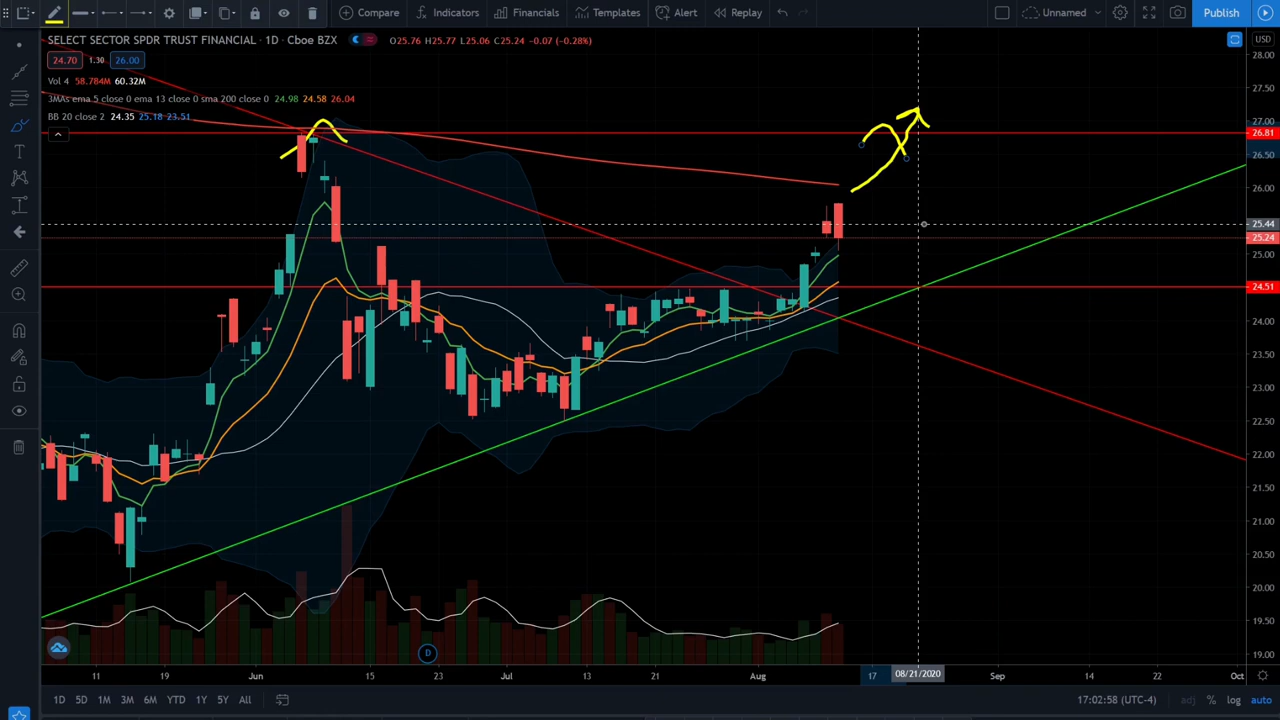 Compare Indicators Financials Templates Alert Replay Unnamed Publish
SELECT SECTOR SPDR TRUST FINANCIAL · 1D · Cboe BZX O25.76 H25.77 L25.06 C25.24 -0.07 (-0.28%) USD
24.70 1.30 26.00
Vol 4 58.784M 60.32M
3MAs ema 5 close 0 ema 13 close 0 sma 200 close 0 24.98 24.58 26.04
BB 20 close 2 24.35 25.18 23.51
28.00
27.50
27.00
26.81
26.50
26.00
25.44
25.24
25.00
24.51
24.00
23.50
23.00
22.50
22.00
21.50
21.00
20.50
20.00
19.50
19.00
D
11 19 Jun 15 23 Jul 13 21 Aug 17 08/21/2020 Sep 14 22 Oct
1D 5D 1M 3M 6M YTD 1Y 5Y All 17:02:58 (UTC-4) adj % log auto